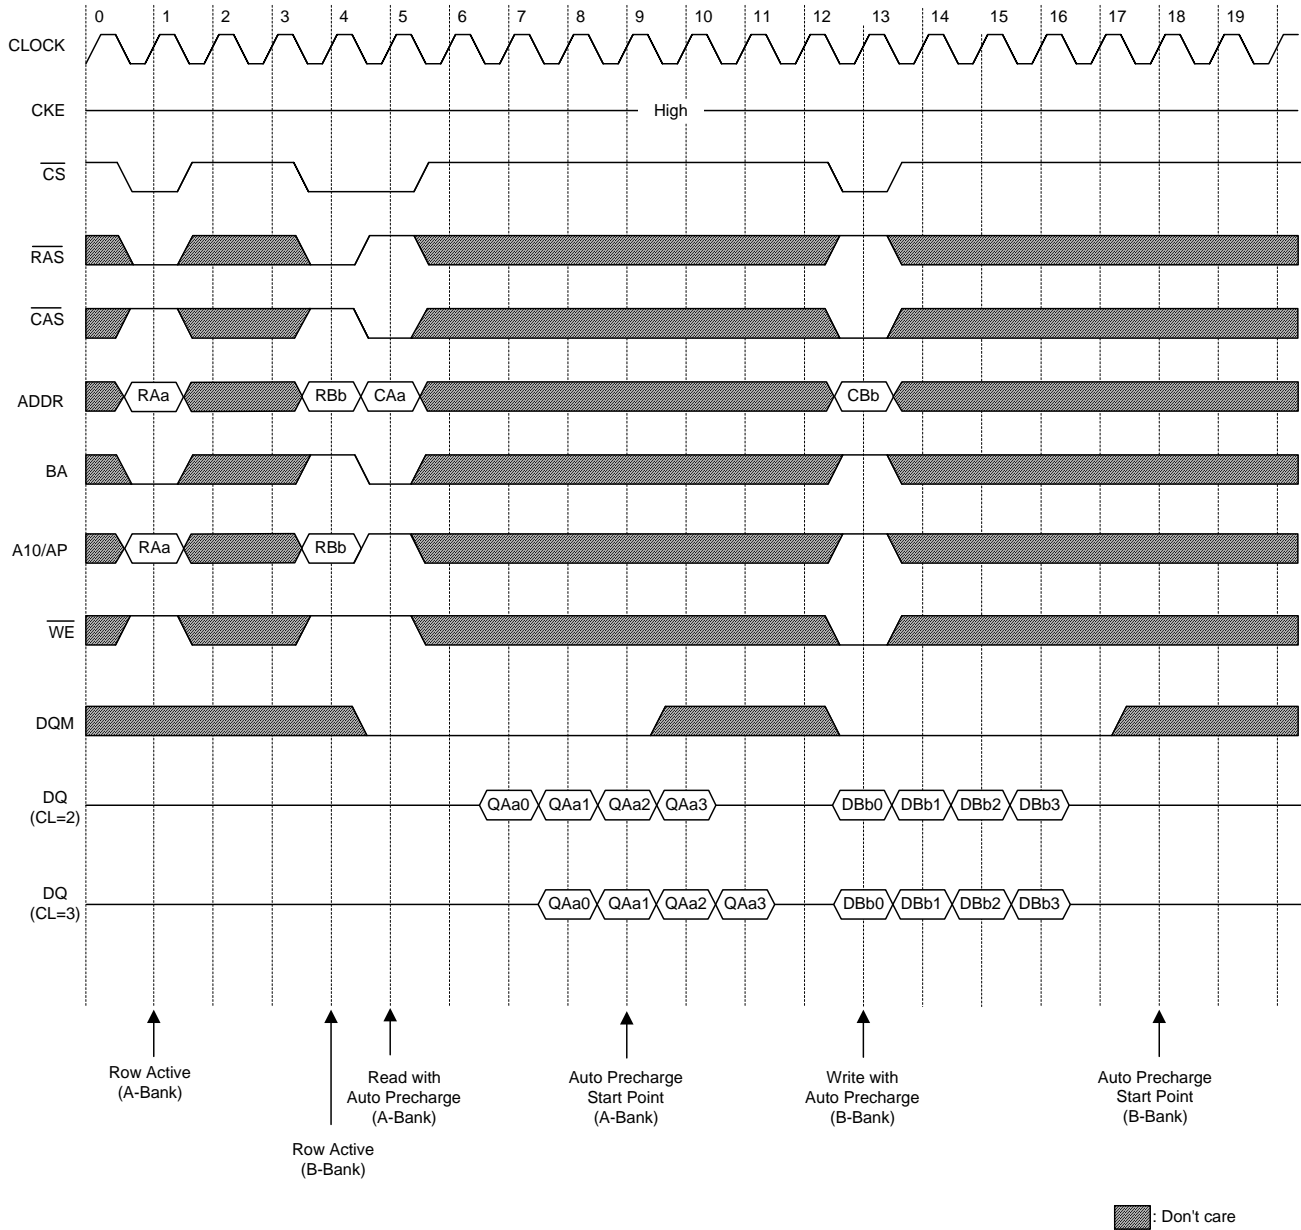 0 1 2 3 4 5 6 7 8 9 10 11 12 13 14 15 16 17 18 19
CLOCK
CKE High
CS
RAS
CAS
ADDR RAa RBb CAa CBb
BA
A10/AP RAa RBb
WE
DQM
DQ
(CL=2) QAa0 QAa1 QAa2 QAa3 DBb0 DBb1 DBb2 DBb3
DQ
(CL=3) QAa0 QAa1 QAa2 QAa3 DBb0 DBb1 DBb2 DBb3
Row Active
(A-Bank)
Row Active
(B-Bank)
Read with
Auto Precharge
(A-Bank)
Auto Precharge
Start Point
(A-Bank)
Write with
Auto Precharge
(B-Bank)
Auto Precharge
Start Point
(B-Bank)
: Don't care